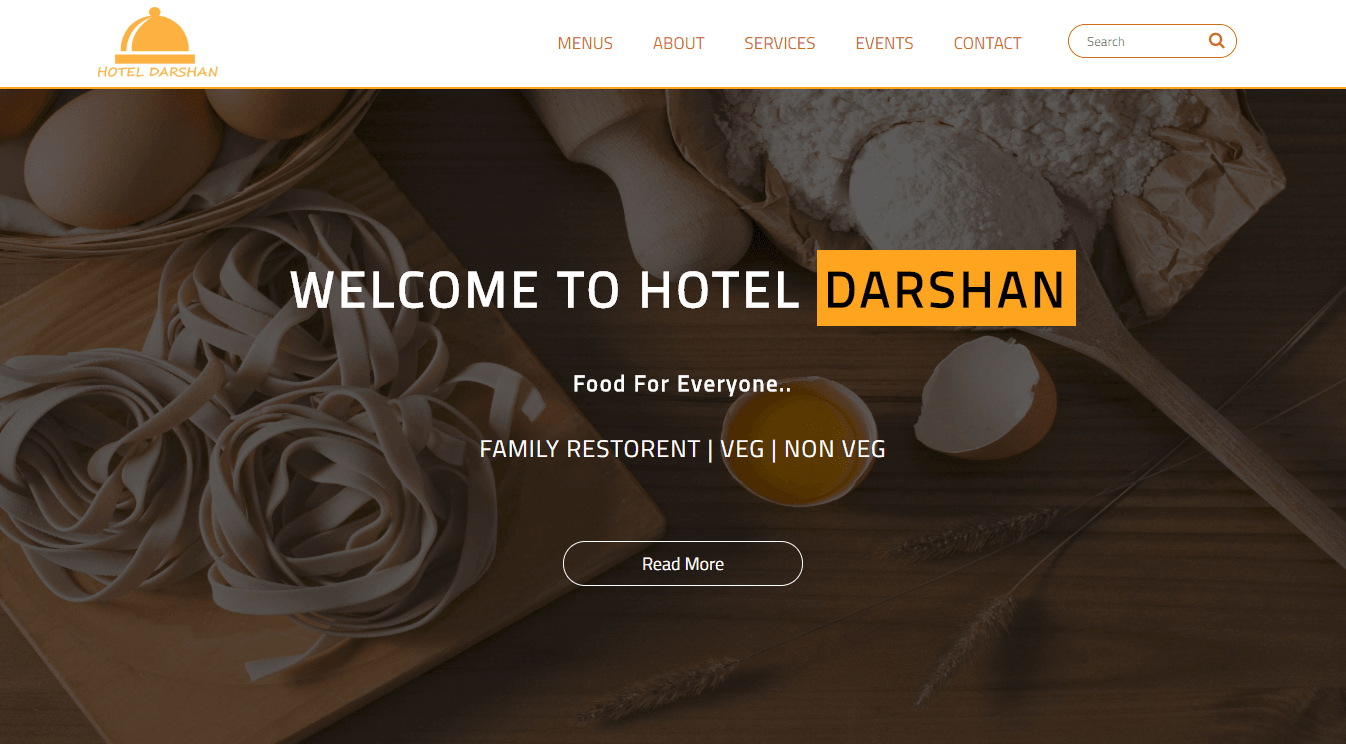 HOTEL DARSHAN
MENUS ABOUT SERVICES EVENTS CONTACT Search
WELCOME TO HOTEL DARSHAN
Food For Everyone..
FAMILY RESTORENT | VEG | NON VEG
Read More